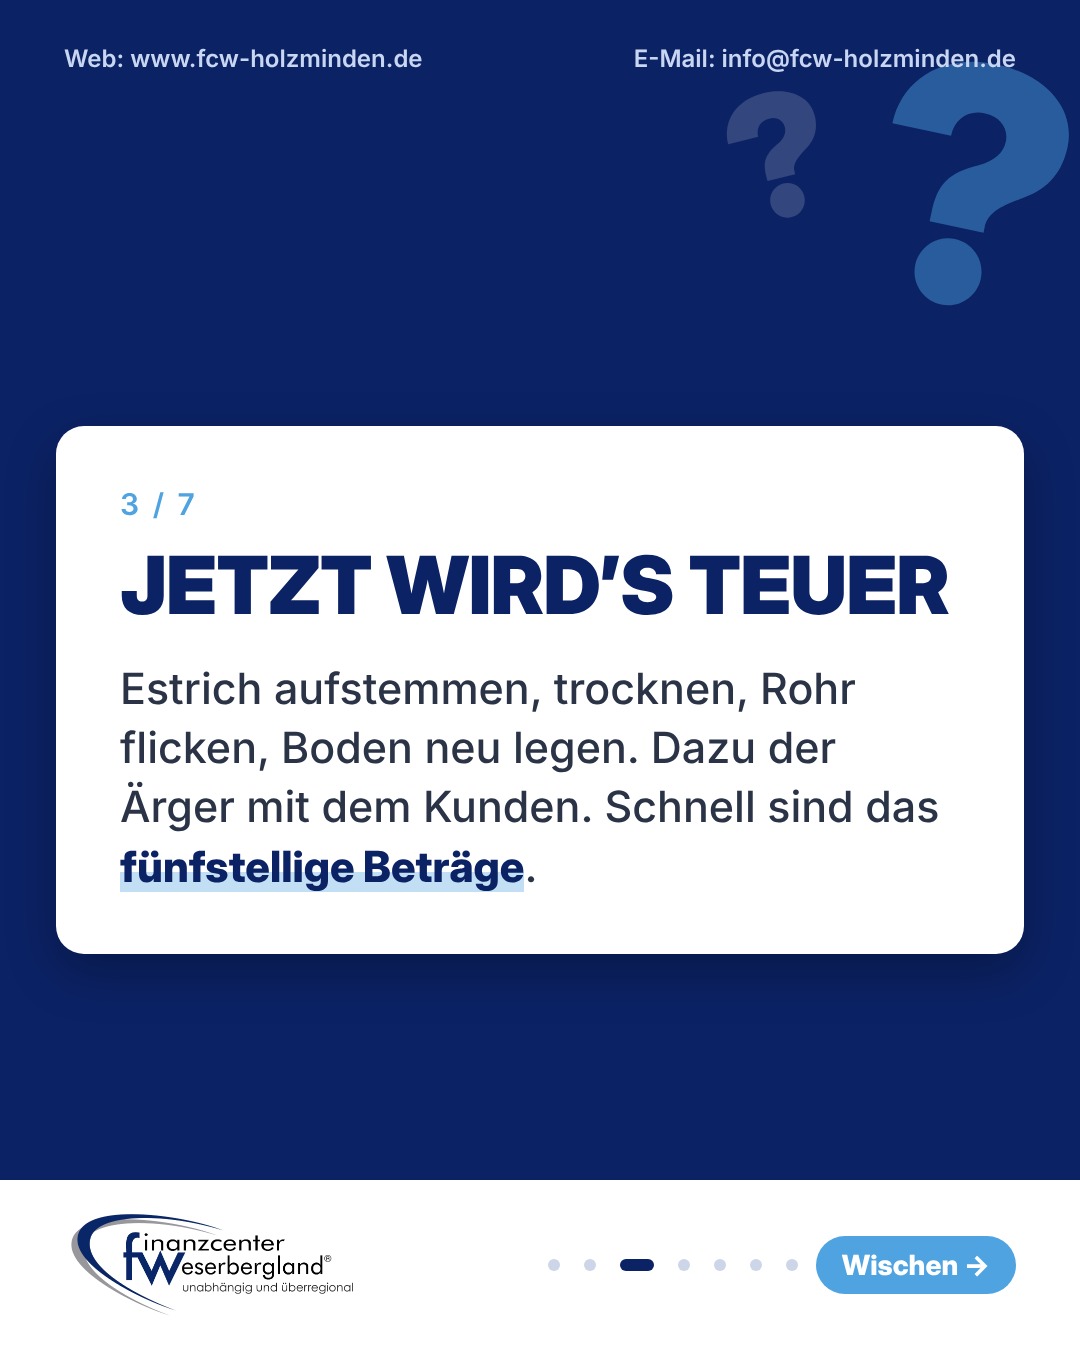 Web: www.fcw-holzminden.de
E-Mail: info@fcw-holzminden.de
? ?
3 / 7
JETZT WIRD’S TEUER
Estrich aufstemmen, trocknen, Rohr
flicken, Boden neu legen. Dazu der
Ärger mit dem Kunden. Schnell sind das
fünfstellige Beträge.
finanzcenter
fWeserbergland®
unabhängig und überregional
Wischen →